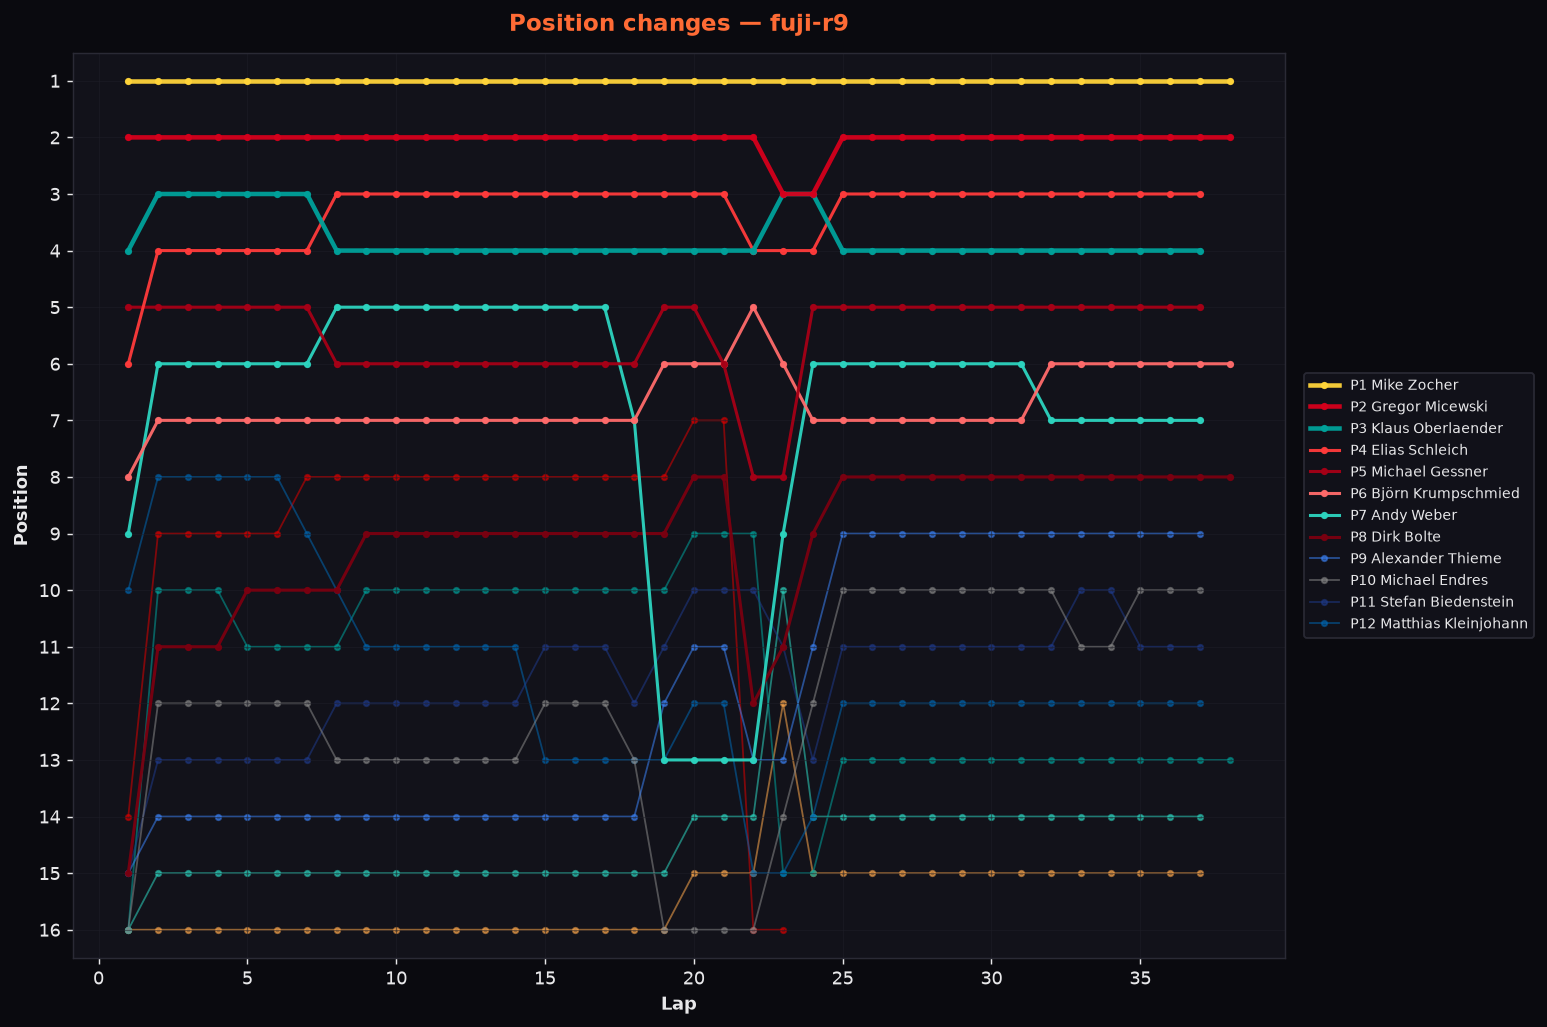 Position changes — fuji-r9
1
2
3
4
5
6
7
8
9
10
11
12
13
14
15
16
Position
0 5 10 15 20 25 30 35
Lap
P1 Mike Zocher
P2 Gregor Micewski
P3 Klaus Oberlaender
P4 Elias Schleich
P5 Michael Gessner
P6 Björn Krumpschmied
P7 Andy Weber
P8 Dirk Bolte
P9 Alexander Thieme
P10 Michael Endres
P11 Stefan Biedenstein
P12 Matthias Kleinjohann